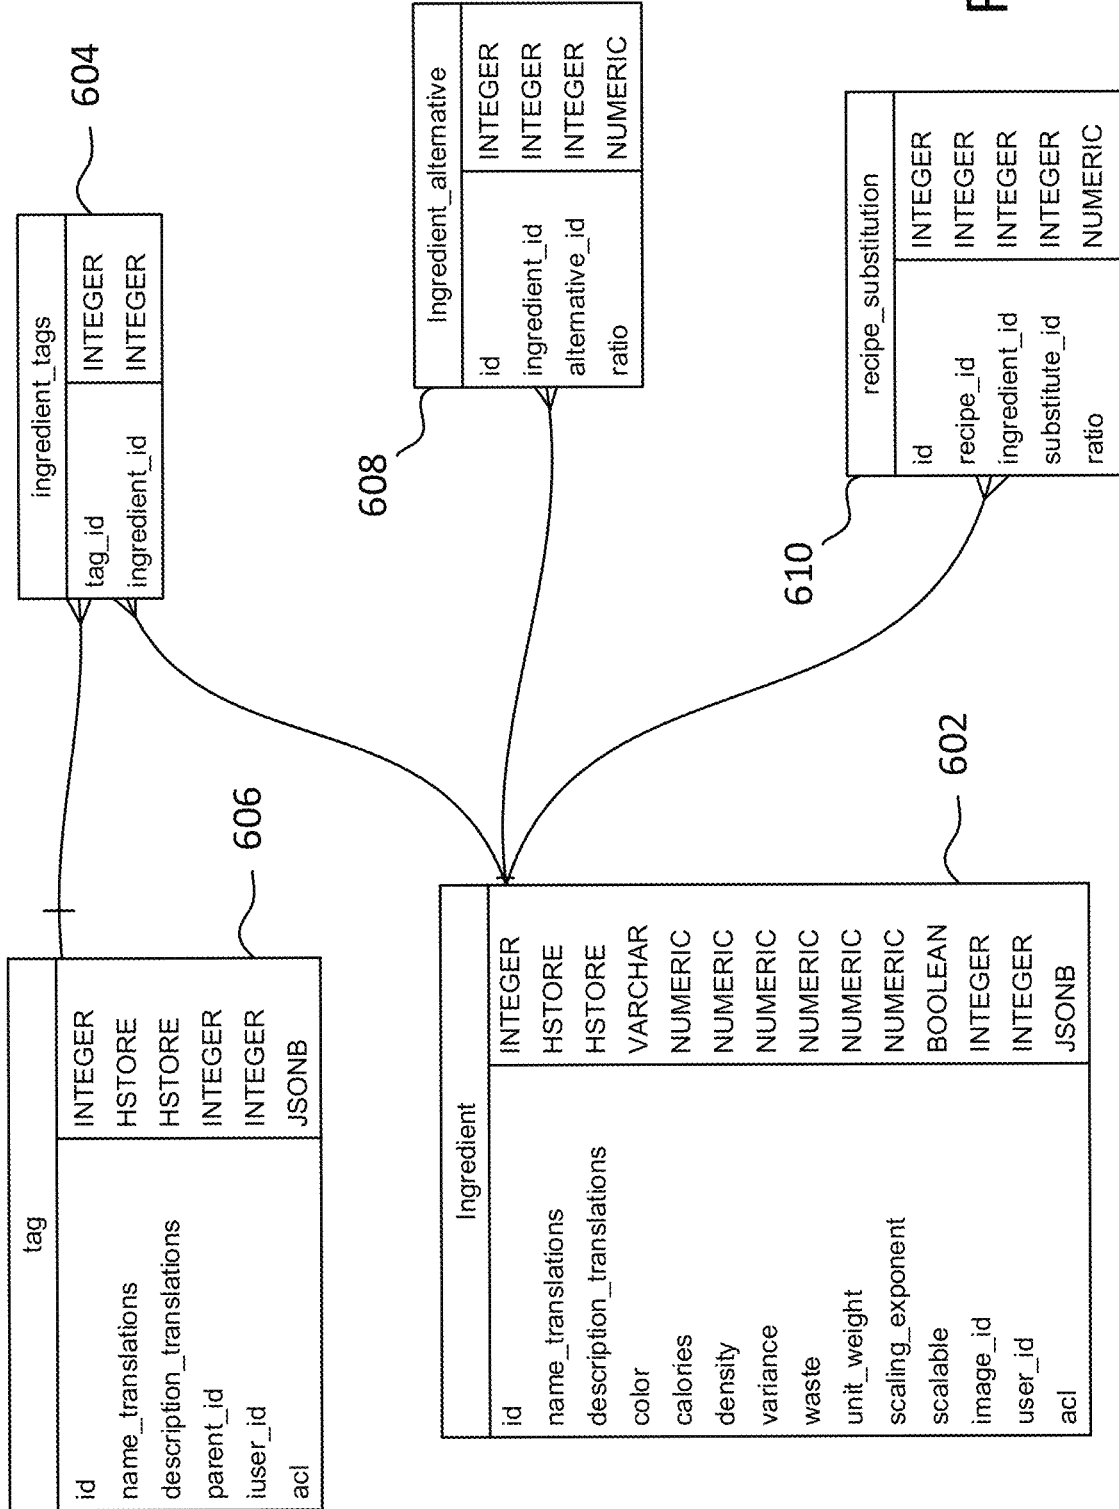 tag
id INTEGER
name_translations HSTORE
description_translations HSTORE
parent_id INTEGER
iuser_id INTEGER
acl JSONB
606
ingredient_tags
tag_id INTEGER
ingredient_id INTEGER
604
Ingredient
id INTEGER
name_translations HSTORE
description_translations HSTORE
color VARCHAR
calories NUMERIC
density NUMERIC
variance NUMERIC
waste NUMERIC
unit_weight NUMERIC
scaling_exponent NUMERIC
scalable BOOLEAN
image_id INTEGER
user_id INTEGER
acl JSONB
602
608
Ingredient_alternative
id INTEGER
ingredient_id INTEGER
alternative_id INTEGER
ratio NUMERIC
610
recipe_substitution
id INTEGER
recipe_id INTEGER
ingredient_id INTEGER
substitute_id INTEGER
ratio NUMERIC